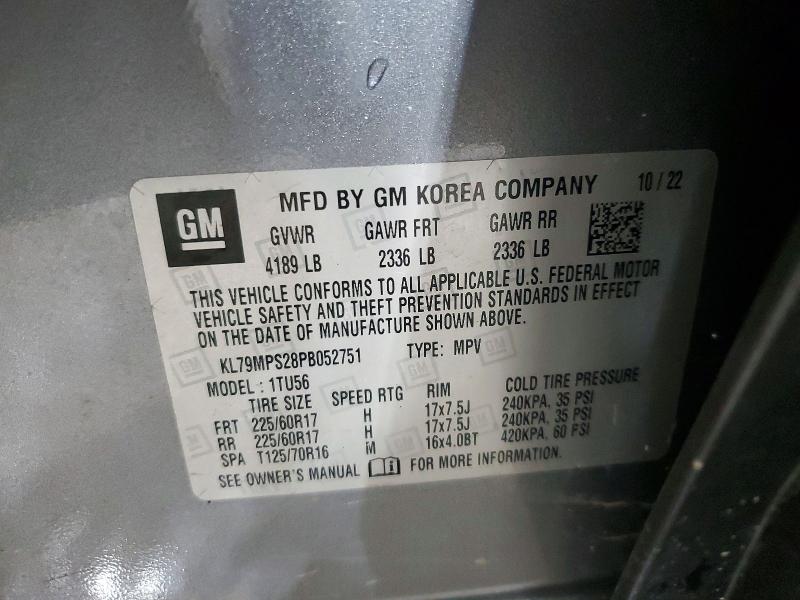 GM
MFD BY GM KOREA COMPANY 10/22
GVWR GAWR FRT GAWR RR
4189 LB 2336 LB 2336 LB
THIS VEHICLE CONFORMS TO ALL APPLICABLE U.S. FEDERAL MOTOR
VEHICLE SAFETY AND THEFT PREVENTION STANDARDS IN EFFECT
ON THE DATE OF MANUFACTURE SHOWN ABOVE.
KL79MPS28PB052751 TYPE: MPV
MODEL : 1TU56
TIRE SIZE SPEED RTG RIM COLD TIRE PRESSURE
FRT 225/60R17 H 17x7.5J 240KPA, 35 PSI
RR 225/60R17 H 17x7.5J 240KPA, 35 PSI
SPA T125/70R16 M 16x4.0BT 420KPA, 60 PSI
SEE OWNER'S MANUAL FOR MORE INFORMATION.